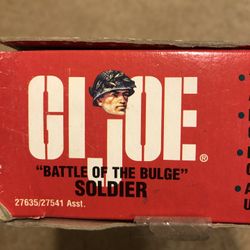 GI JOE®
"BATTLE OF THE BULGE"
SOLDIER
27635/27541 Asst.